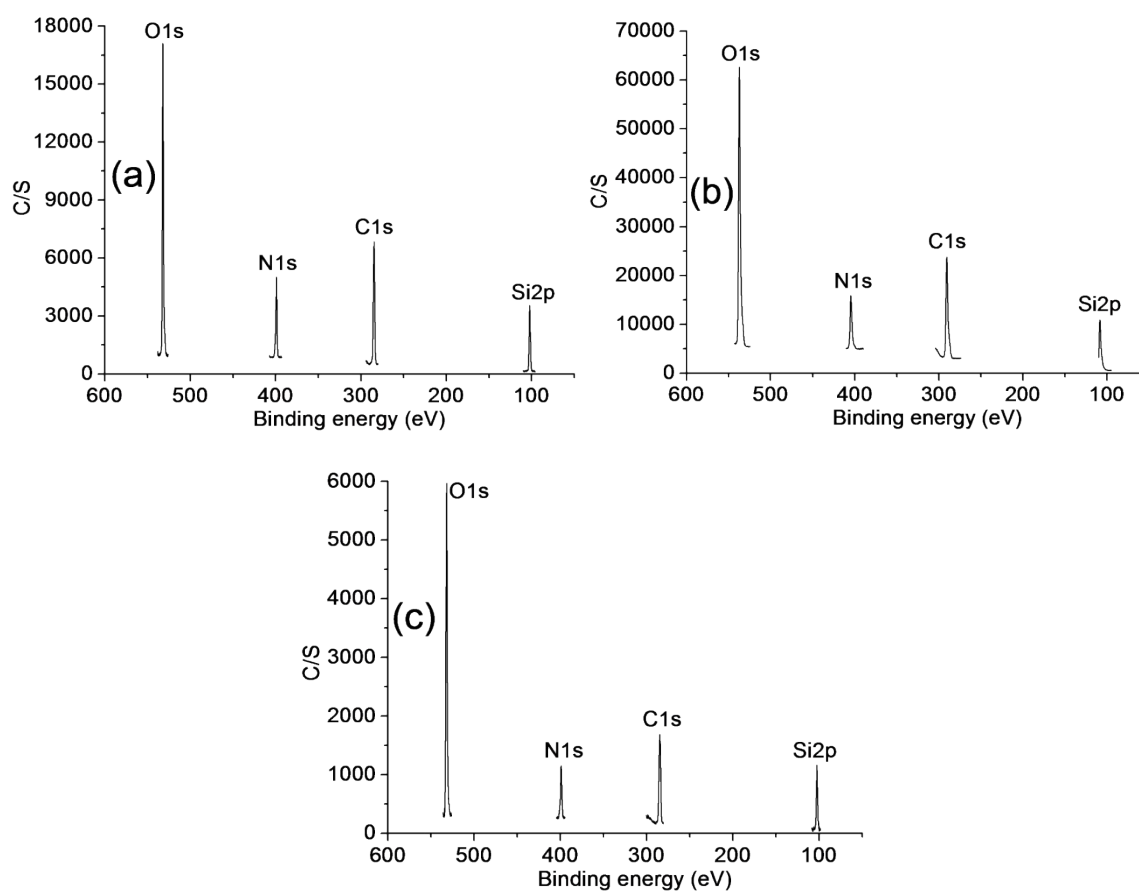 18000
15000
12000
9000
6000
3000
0
C/S
(a)
O1s
N1s
C1s
Si2p
600 500 400 300 200 100
Binding energy (eV)
70000
60000
50000
40000
30000
20000
10000
0
C/S
(b)
O1s
N1s
C1s
Si2p
600 500 400 300 200 100
Binding energy (eV)
6000
5000
4000
3000
2000
1000
0
C/S
(c)
O1s
N1s
C1s
Si2p
600 500 400 300 200 100
Binding energy (eV)